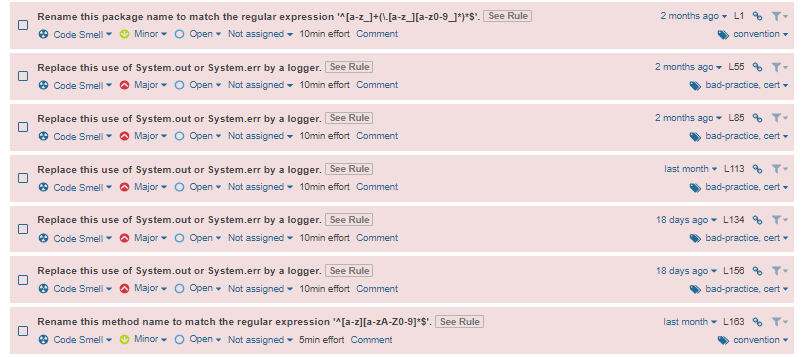 Rename this package name to match the regular expression '^[a-z_]+(\.[a-z_][a-z0-9_]*)*$'. See Rule 2 months ago L1
Code Smell Minor Open Not assigned 10min effort Comment convention
Replace this use of System.out or System.err by a logger. See Rule 2 months ago L55
Code Smell Major Open Not assigned 10min effort Comment bad-practice, cert
Replace this use of System.out or System.err by a logger. See Rule 2 months ago L85
Code Smell Major Open Not assigned 10min effort Comment bad-practice, cert
Replace this use of System.out or System.err by a logger. See Rule last month L113
Code Smell Major Open Not assigned 10min effort Comment bad-practice, cert
Replace this use of System.out or System.err by a logger. See Rule 18 days ago L134
Code Smell Major Open Not assigned 10min effort Comment bad-practice, cert
Replace this use of System.out or System.err by a logger. See Rule 18 days ago L156
Code Smell Major Open Not assigned 10min effort Comment bad-practice, cert
Rename this method name to match the regular expression '^[a-z][a-zA-Z0-9]*$'. See Rule last month L163
Code Smell Minor Open Not assigned 5min effort Comment convention